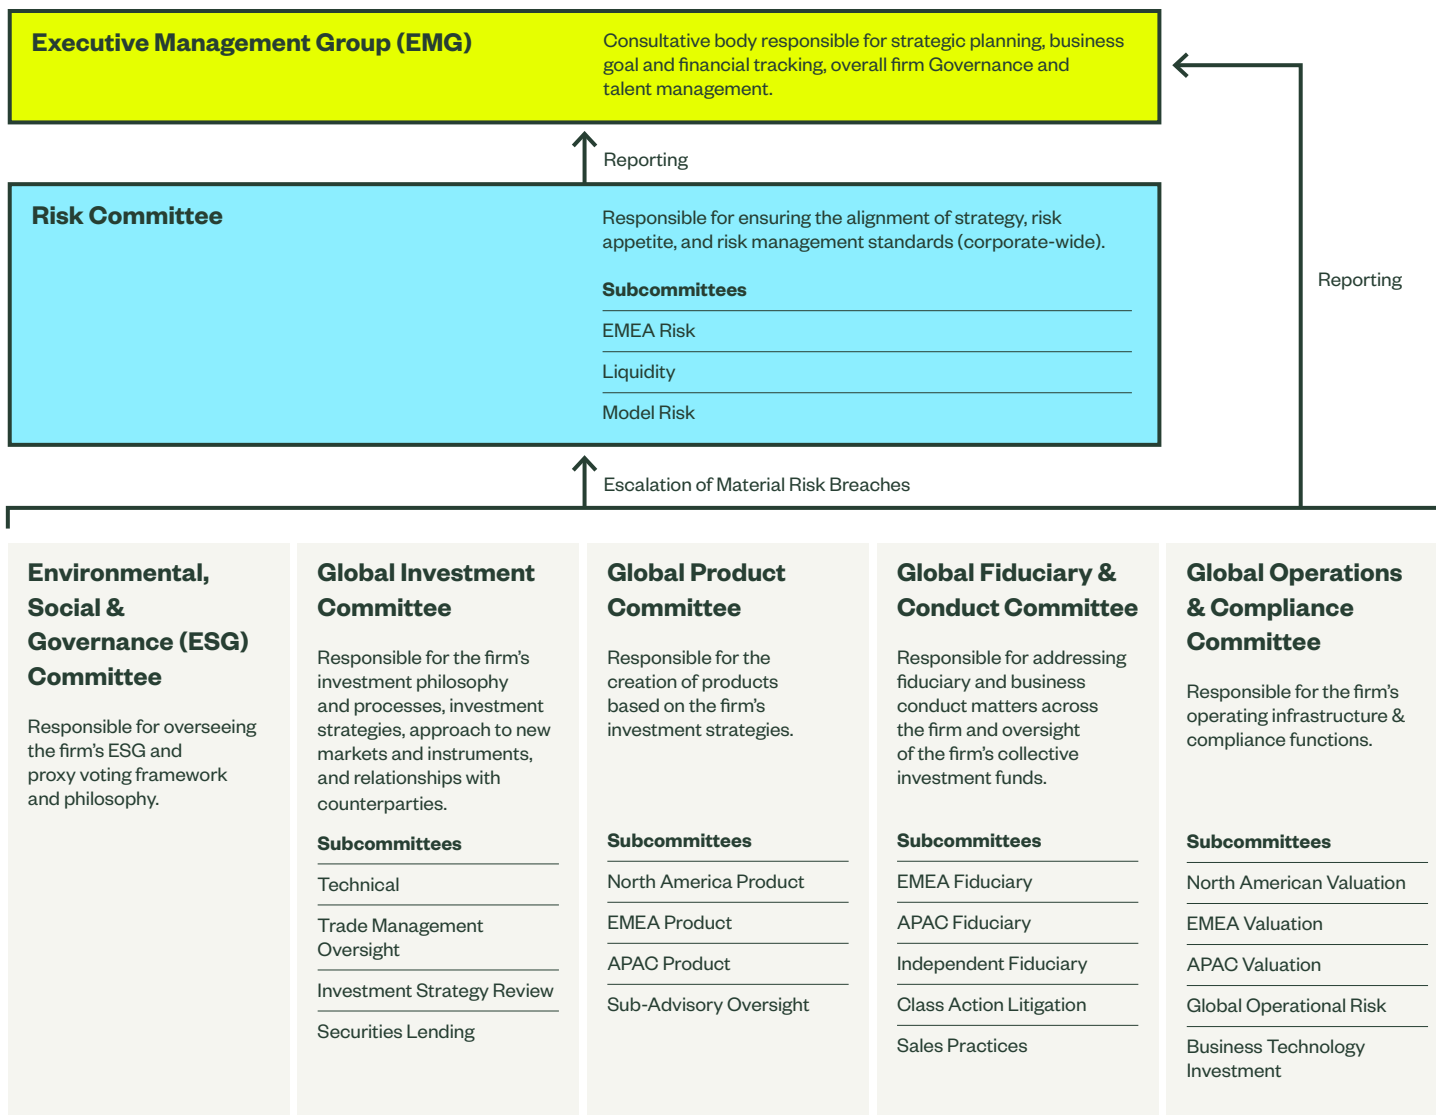 Executive Management Group (EMG)
Consultative body responsible for strategic planning, business
goal and financial tracking, overall firm Governance and
talent management.
Reporting
Risk Committee
Responsible for ensuring the alignment of strategy, risk
appetite, and risk management standards (corporate-wide).
Subcommittees
EMEA Risk
Liquidity
Model Risk
Reporting
Escalation of Material Risk Breaches
Environmental,
Social &
Governance (ESG)
Committee
Responsible for overseeing
the firm's ESG and
proxy voting framework
and philosophy.
Global Investment
Committee
Responsible for the firm's
investment philosophy
and processes, investment
strategies, approach to new
markets and instruments,
and relationships with
counterparties.
Subcommittees
Technical
Trade Management
Oversight
Investment Strategy Review
Securities Lending
Global Product
Committee
Responsible for the
creation of products
based on the firm's
investment strategies.
Subcommittees
North America Product
EMEA Product
APAC Product
Sub-Advisory Oversight
Global Fiduciary &
Conduct Committee
Responsible for addressing
fiduciary and business
conduct matters across
the firm and oversight
of the firm's collective
investment funds.
Subcommittees
EMEA Fiduciary
APAC Fiduciary
Independent Fiduciary
Class Action Litigation
Sales Practices
Global Operations
& Compliance
Committee
Responsible for the firm's
operating infrastructure &
compliance functions.
Subcommittees
North American Valuation
EMEA Valuation
APAC Valuation
Global Operational Risk
Business Technology
Investment